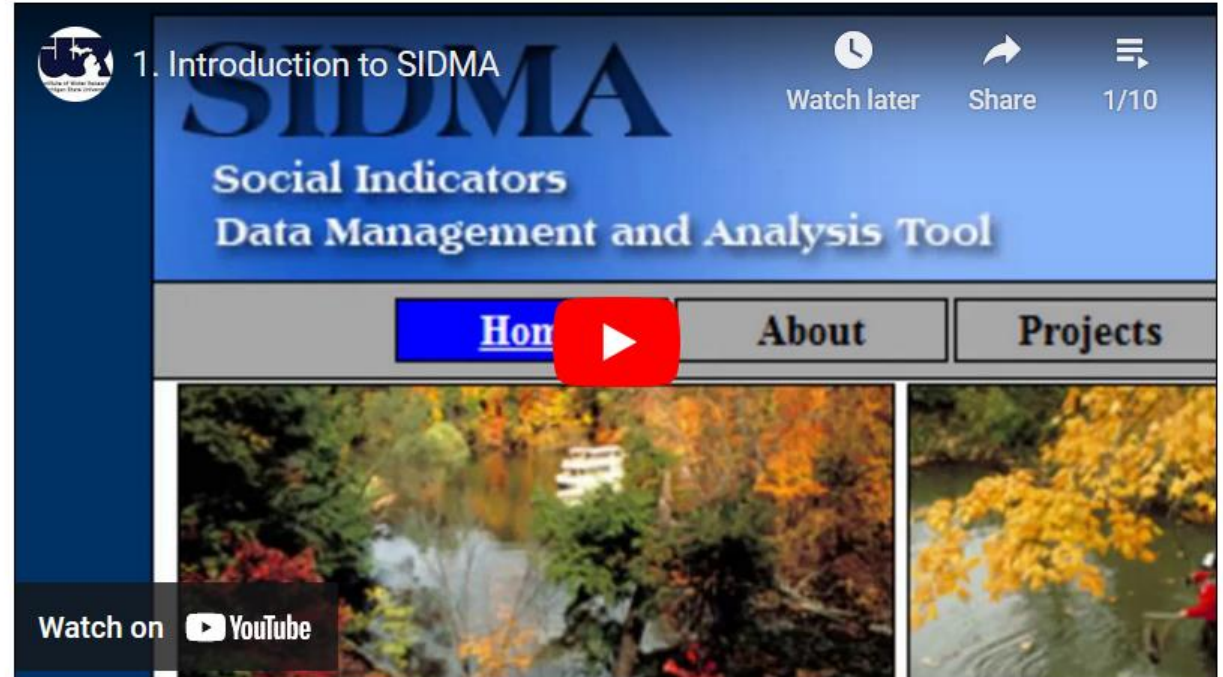 1. Introduction to SIDMA
Watch later
Share
1/10
SIDMA
Social Indicators
Data Management and Analysis Tool
Hom
About
Projects
Watch on YouTube